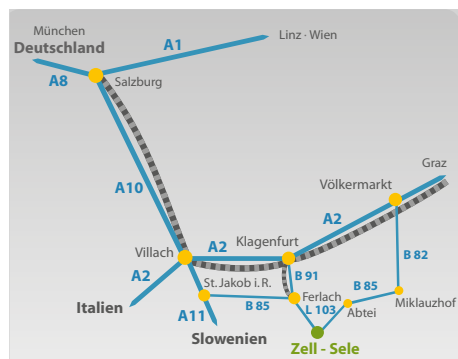 München
Deutschland
A1
Linz · Wien
A8
Salzburg
A10
Graz
Völkermarkt
A2
Klagenfurt
Villach
A2
B 82
A2
B 91
St. Jakob i. R.
Ferlach
B 85
Miklauzhof
Italien
A11
B 85
L 103
Abtei
Slowenien
Zell - Sele